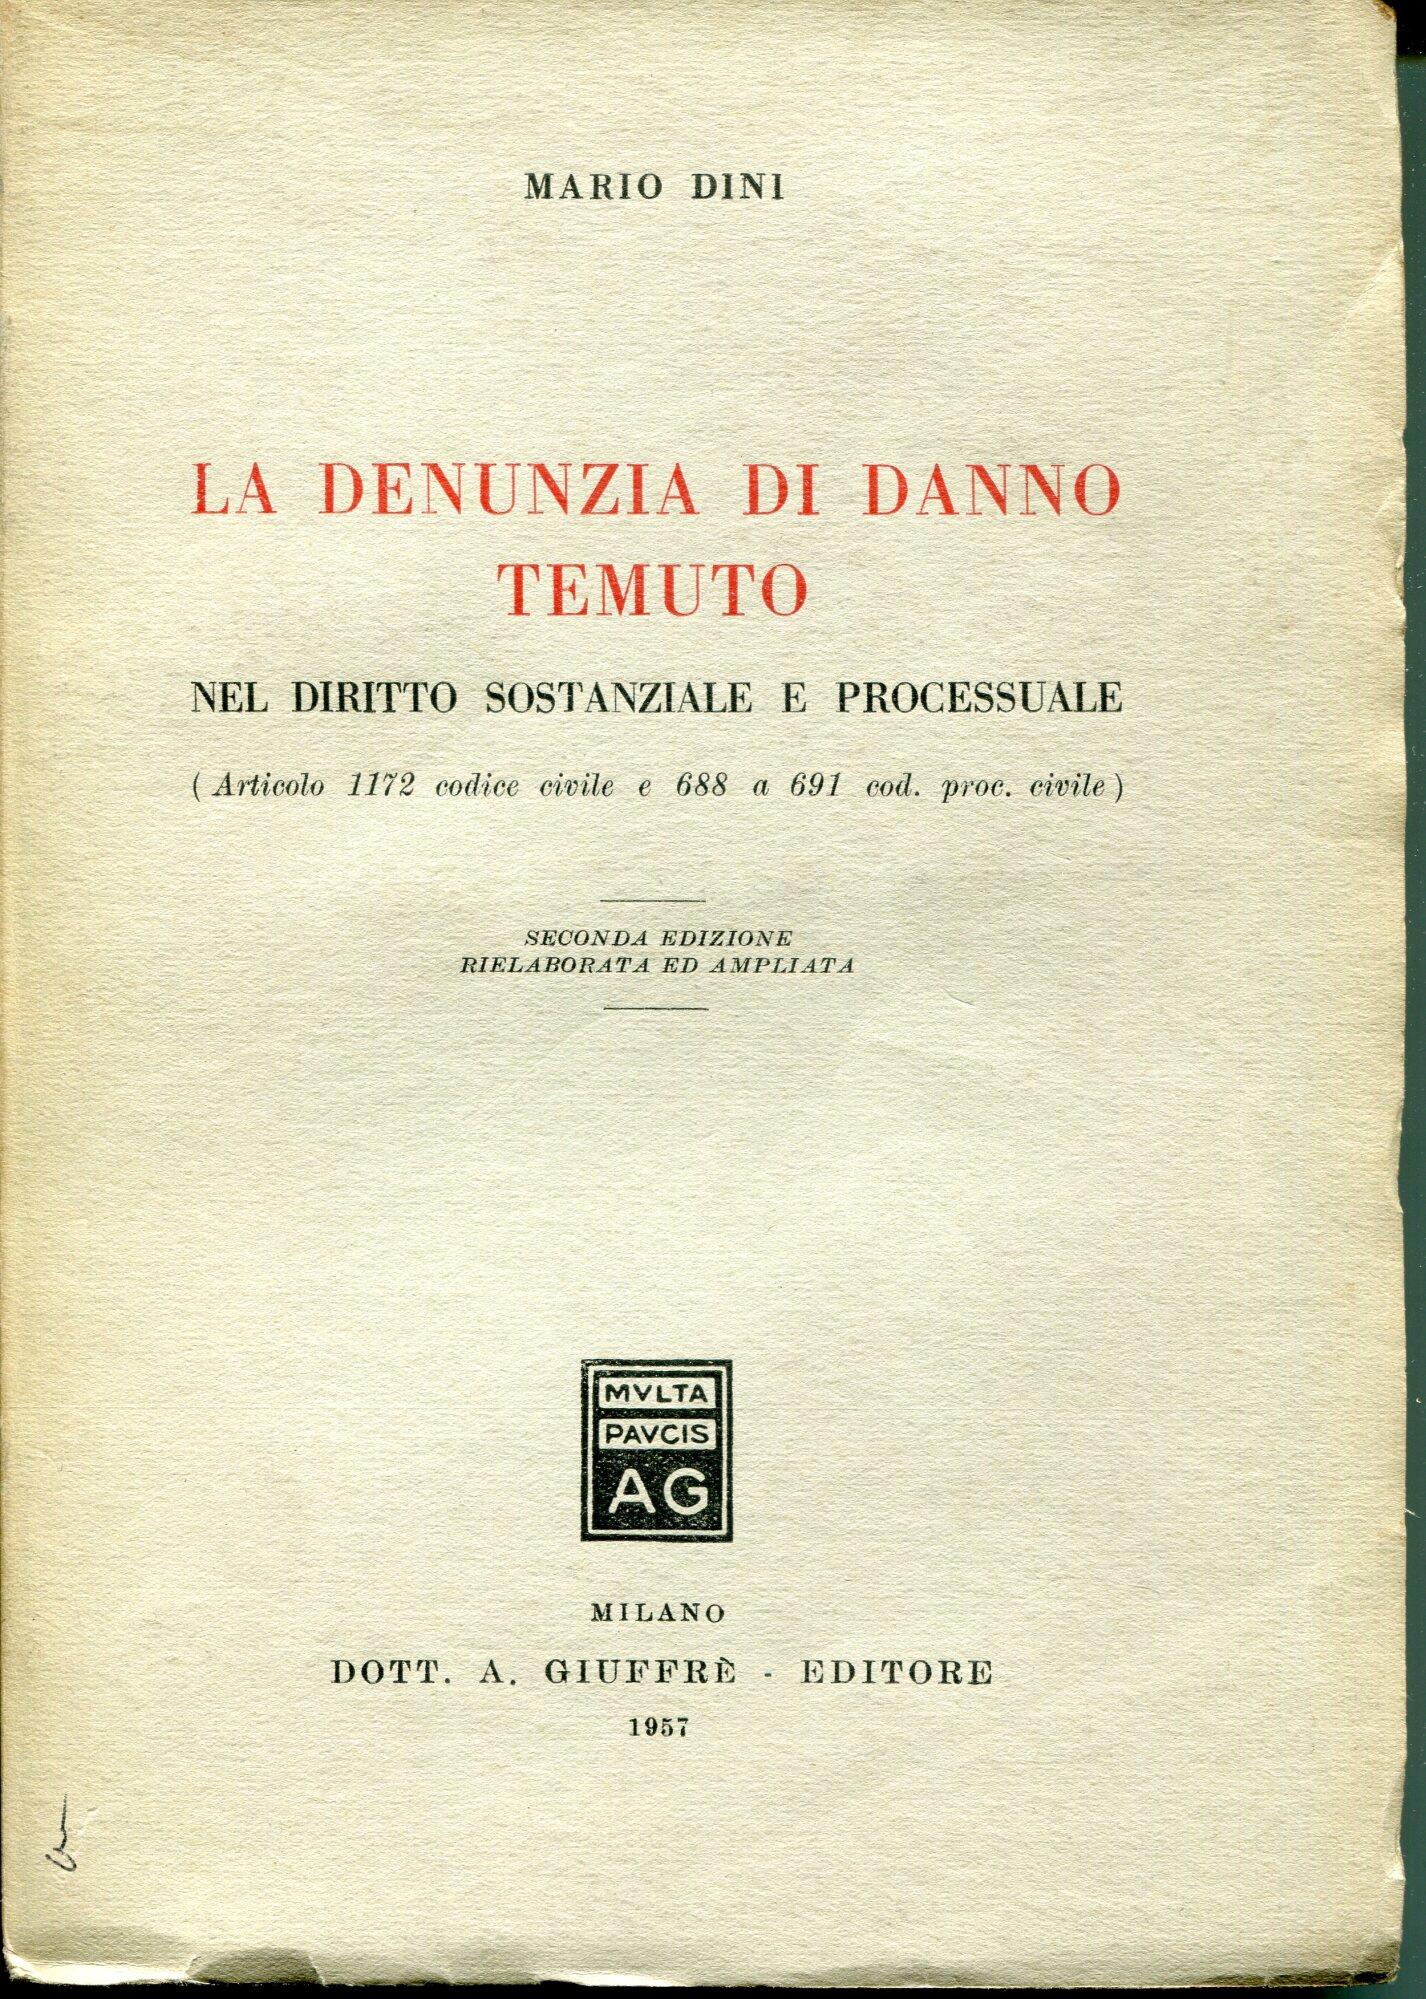 MARIO DINI
LA DENUNZIA DI DANNO
TEMUTO
NEL DIRITTO SOSTANZIALE E PROCESSUALE
( Articolo 1172 codice civile e 688 a 691 cod. proc. civile )
SECONDA EDIZIONE
RIELABORATA ED AMPLIATA
MVLTA
PAVCIS
AG
MILANO
DOTT. A. GIUFFRÈ - EDITORE
1957